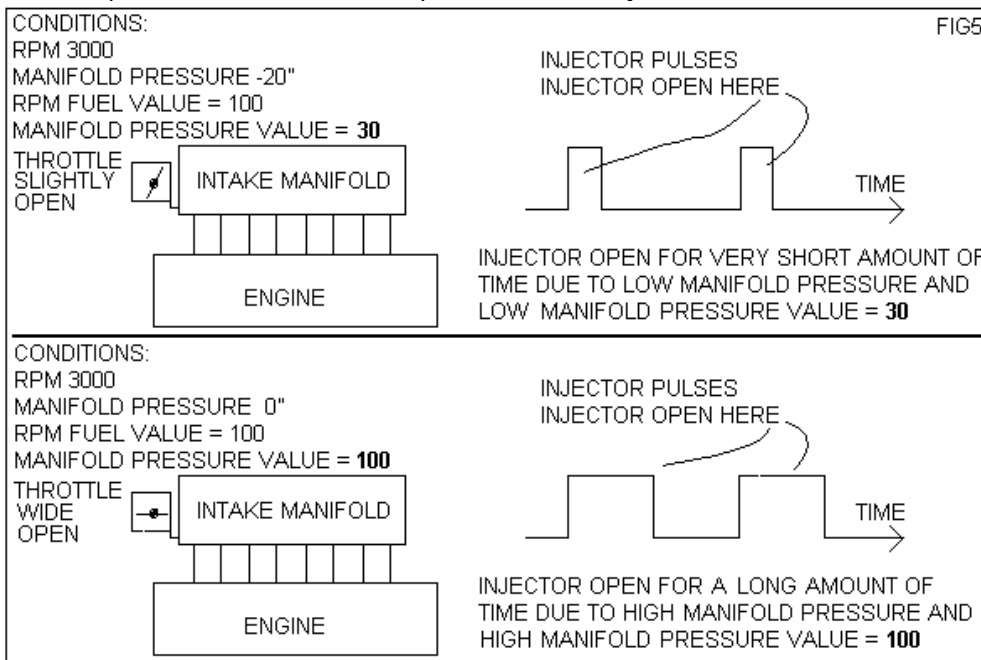 CONDITIONS:
FIG5
RPM 3000
MANIFOLD PRESSURE -20"
RPM FUEL VALUE = 100
MANIFOLD PRESSURE VALUE = 30
THROTTLE
SLIGHTLY
OPEN
INTAKE MANIFOLD
ENGINE
INJECTOR PULSES
INJECTOR OPEN HERE
TIME
INJECTOR OPEN FOR VERY SHORT AMOUNT OF
TIME DUE TO LOW MANIFOLD PRESSURE AND
LOW MANIFOLD PRESSURE VALUE = 30
CONDITIONS:
RPM 3000
MANIFOLD PRESSURE 0"
RPM FUEL VALUE = 100
MANIFOLD PRESSURE VALUE = 100
THROTTLE
WIDE
OPEN
INTAKE MANIFOLD
ENGINE
INJECTOR PULSES
INJECTOR OPEN HERE
TIME
INJECTOR OPEN FOR A LONG AMOUNT OF
TIME DUE TO HIGH MANIFOLD PRESSURE AND
HIGH MANIFOLD PRESSURE VALUE = 100